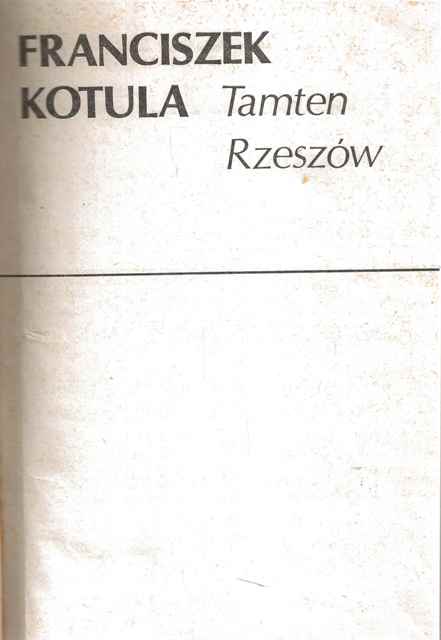 FRANCISZEK
KOTULA Tamten
Rzeszów